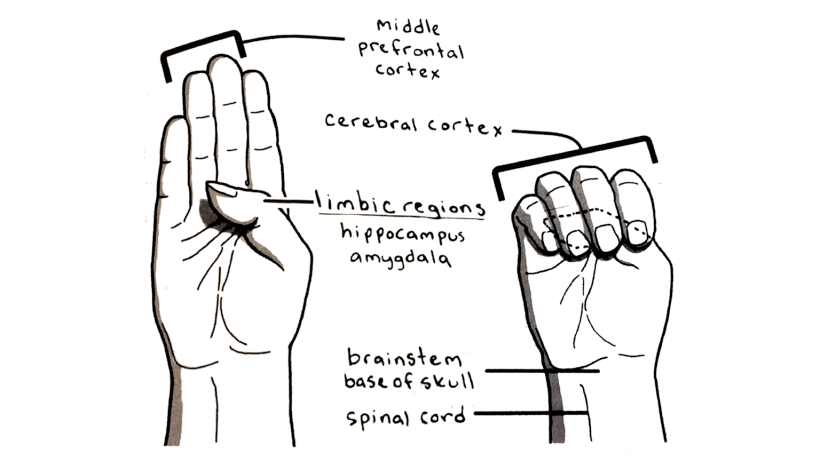 middle
prefrontal
cortex
cerebral cortex
limbic regions
hippocampus
amygdala
brainstem
base of skull
spinal cord